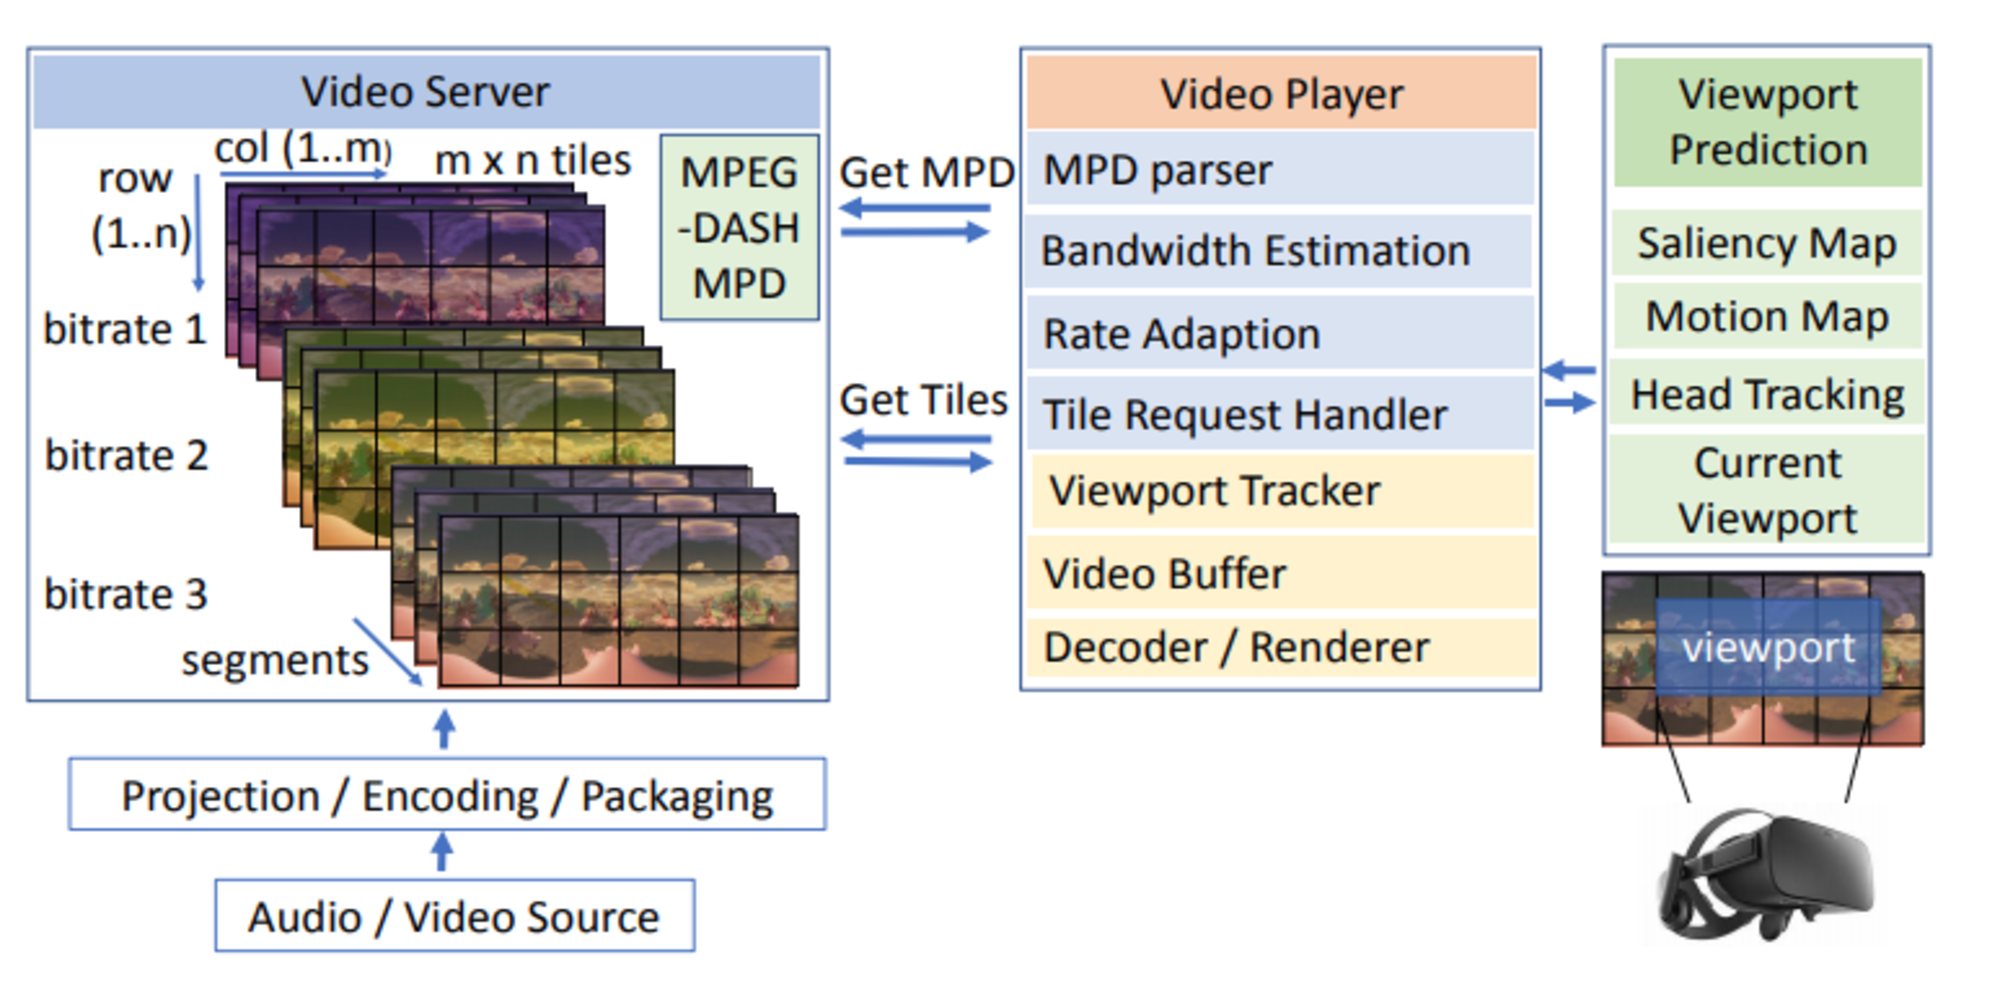 Video Server
col (1..m)
m x n tiles
row
(1..n)
bitrate 1
bitrate 2
bitrate 3
segments
MPEG
-DASH
MPD
Projection / Encoding / Packaging
Audio / Video Source
Get MPD
Get Tiles
Video Player
MPD parser
Bandwidth Estimation
Rate Adaption
Tile Request Handler
Viewport Tracker
Video Buffer
Decoder / Renderer
Viewport
Prediction
Saliency Map
Motion Map
Head Tracking
Current
Viewport
viewport